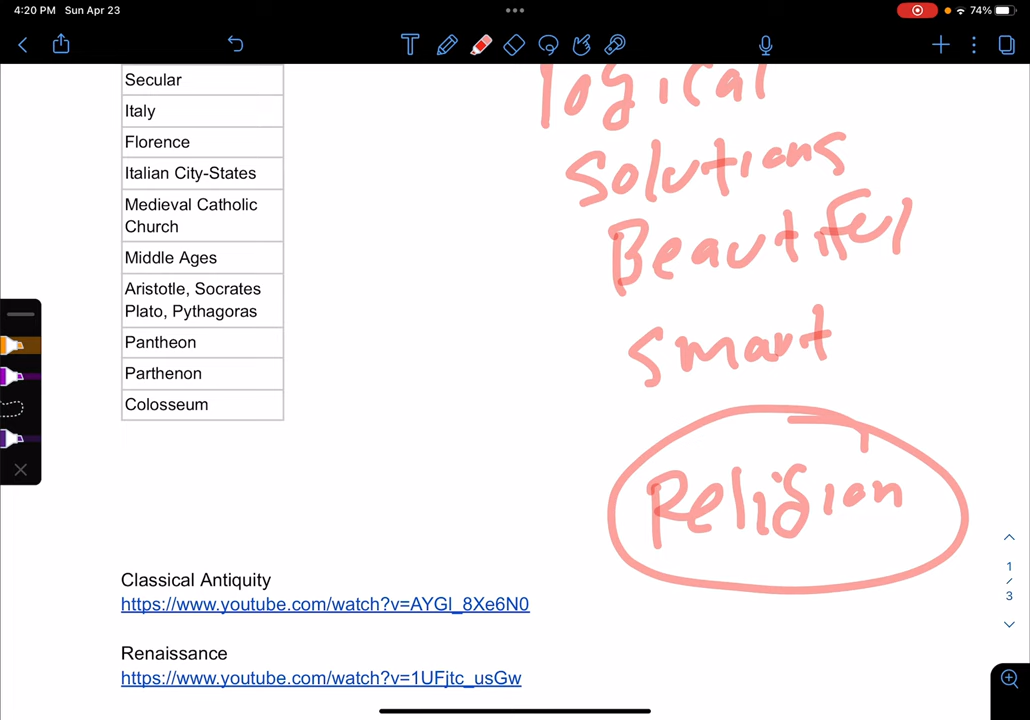 4:20 PM Sun Apr 23
74%
Secular
Italy
Florence
Italian City-States
Medieval Catholic
Church
Middle Ages
Aristotle, Socrates
Plato, Pythagoras
Pantheon
Parthenon
Colosseum
logical
Solutions
Beautiful
smart
Religion
Classical Antiquity
https://www.youtube.com/watch?v=AYGl_8Xe6N0
Renaissance
https://www.youtube.com/watch?v=1UFjtc_usGw
1
/
3